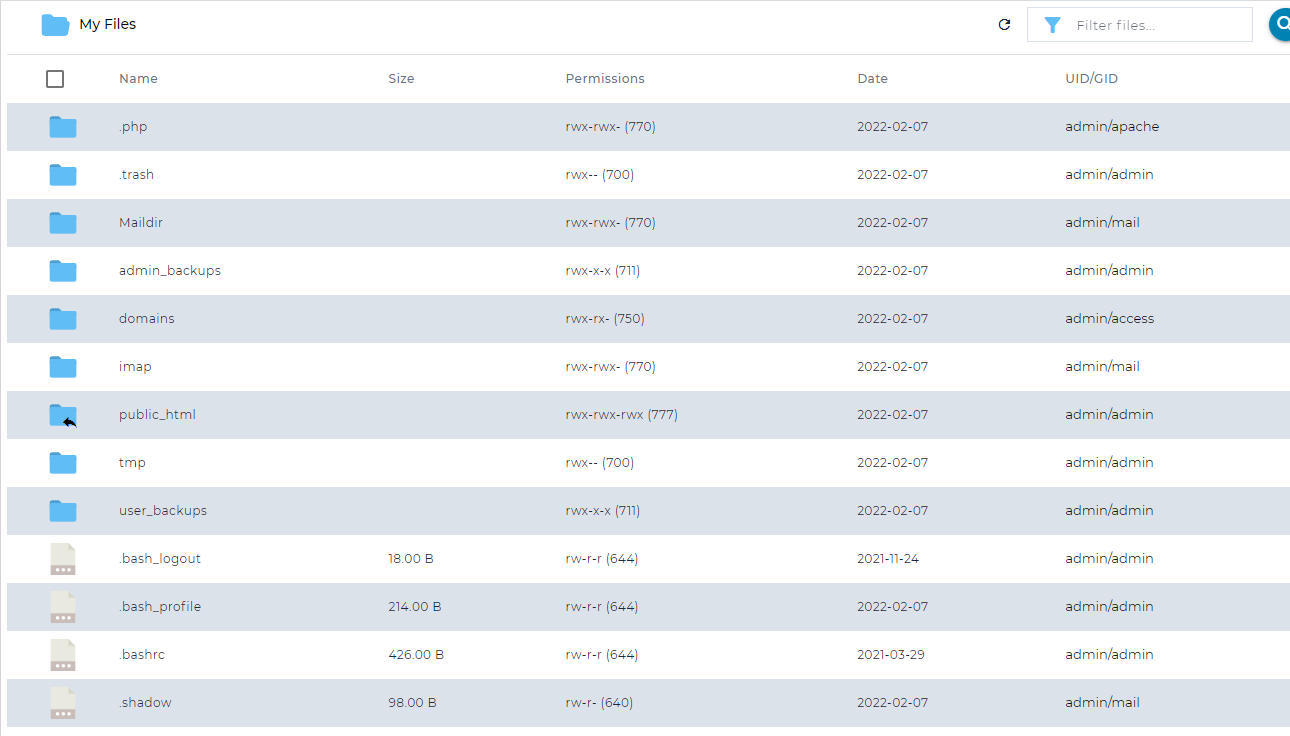 My Files
Filter files...
Name Size Permissions Date UID/GID
.php rwx-rwx- (770) 2022-02-07 admin/apache
.trash rwx-- (700) 2022-02-07 admin/admin
Maildir rwx-rwx- (770) 2022-02-07 admin/mail
admin_backups rwx-x-x (711) 2022-02-07 admin/admin
domains rwx-rx- (750) 2022-02-07 admin/access
imap rwx-rwx- (770) 2022-02-07 admin/mail
public_html rwx-rwx-rwx (777) 2022-02-07 admin/admin
tmp rwx-- (700) 2022-02-07 admin/admin
user_backups rwx-x-x (711) 2022-02-07 admin/admin
.bash_logout 18.00 B rw-r-r (644) 2021-11-24 admin/admin
.bash_profile 214.00 B rw-r-r (644) 2022-02-07 admin/admin
.bashrc 426.00 B rw-r-r (644) 2021-03-29 admin/admin
.shadow 98.00 B rw-r- (640) 2022-02-07 admin/mail